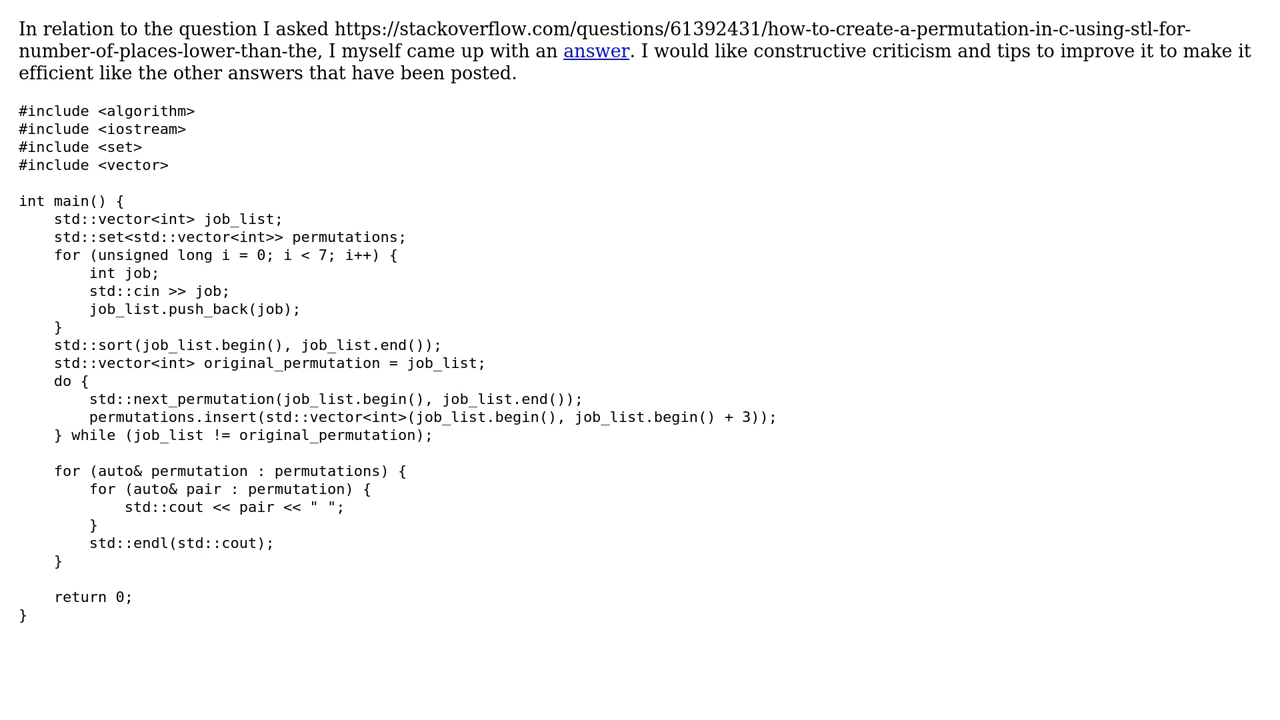 In relation to the question I asked https://stackoverflow.com/questions/61392431/how-to-create-a-permutation-in-c-using-stl-for-
number-of-places-lower-than-the, I myself came up with an answer. I would like constructive criticism and tips to improve it to make it
efficient like the other answers that have been posted.
#include <algorithm>
#include <iostream>
#include <set>
#include <vector>

int main() {
    std::vector<int> job_list;
    std::set<std::vector<int>> permutations;
    for (unsigned long i = 0; i < 7; i++) {
        int job;
        std::cin >> job;
        job_list.push_back(job);
    }
    std::sort(job_list.begin(), job_list.end());
    std::vector<int> original_permutation = job_list;
    do {
        std::next_permutation(job_list.begin(), job_list.end());
        permutations.insert(std::vector<int>(job_list.begin(), job_list.begin() + 3));
    } while (job_list != original_permutation);

    for (auto& permutation : permutations) {
        for (auto& pair : permutation) {
            std::cout << pair << " ";
        }
        std::endl(std::cout);
    }

    return 0;
}